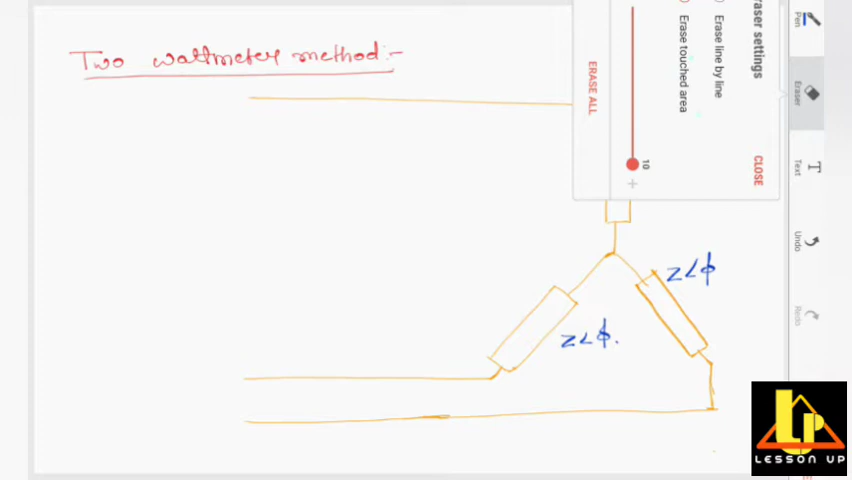 Two wattmeter method:-
Eraser settings
Erase line by line
Erase touched area
ERASE ALL
10
CLOSE
Pen
Eraser
Text
Undo
Redo
Z∠ϕ
Z∠ϕ.
LESSON UP